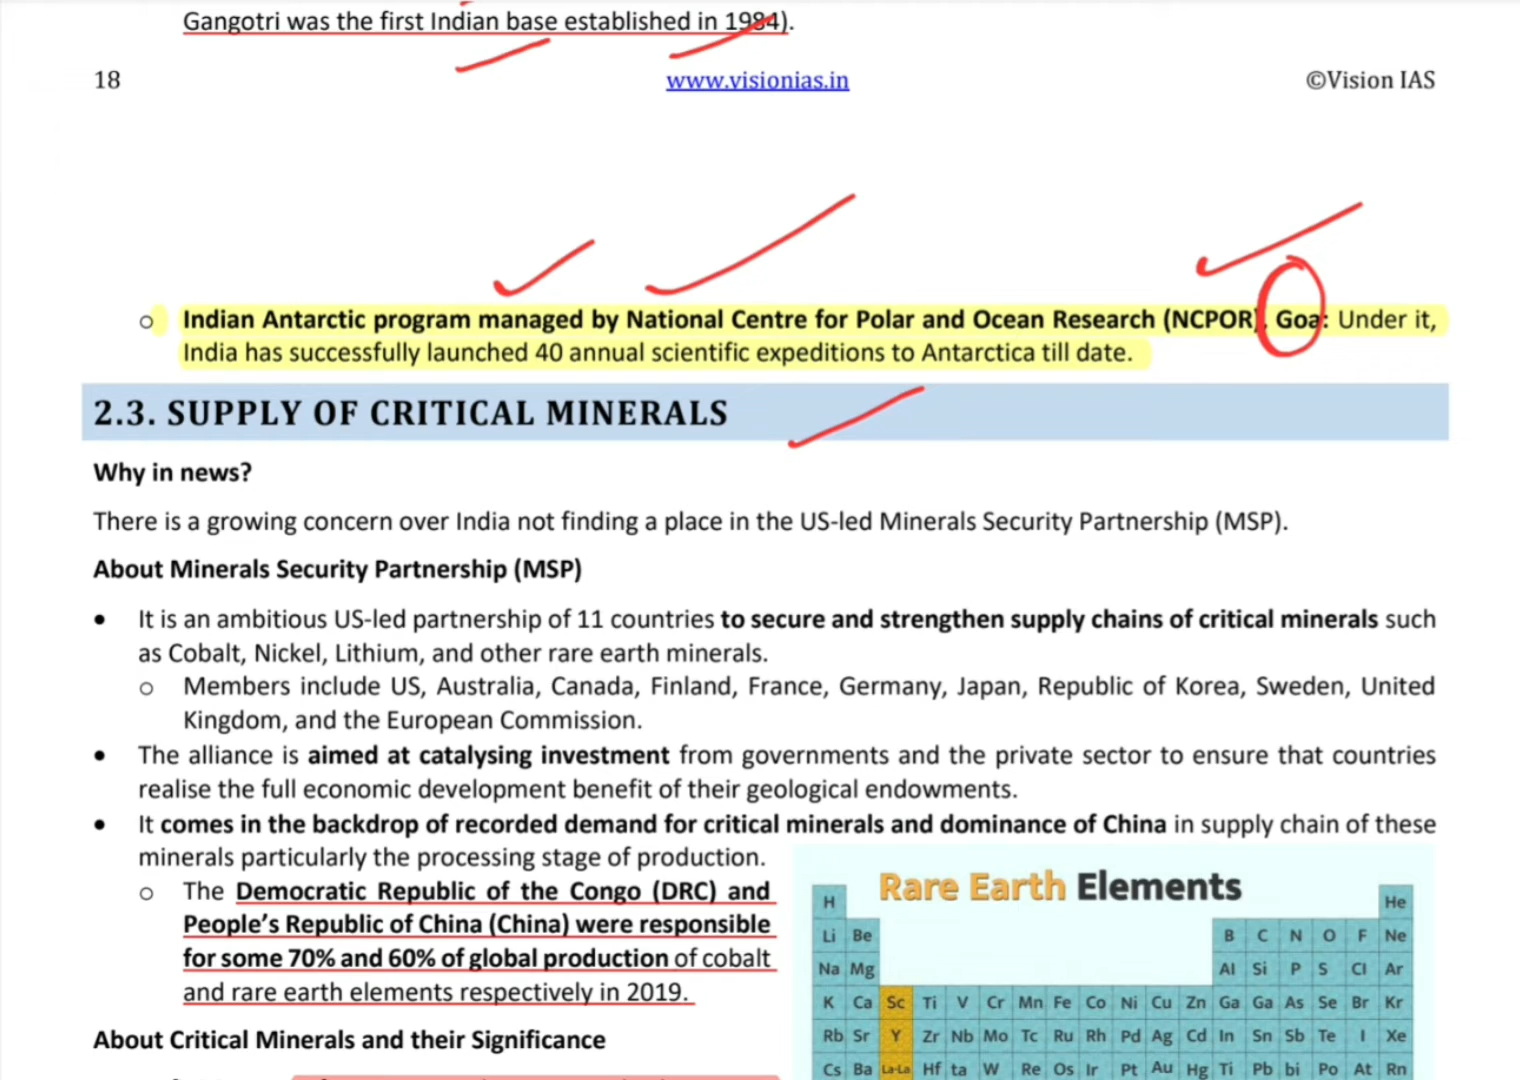 Gangotri was the first Indian base established in 1984).
18
www.visionias.in
©Vision IAS
o Indian Antarctic program managed by National Centre for Polar and Ocean Research (NCPOR), Goa: Under it,
India has successfully launched 40 annual scientific expeditions to Antarctica till date.
2.3. SUPPLY OF CRITICAL MINERALS
Why in news?
There is a growing concern over India not finding a place in the US-led Minerals Security Partnership (MSP).
About Minerals Security Partnership (MSP)
• It is an ambitious US-led partnership of 11 countries to secure and strengthen supply chains of critical minerals such
as Cobalt, Nickel, Lithium, and other rare earth minerals.
o Members include US, Australia, Canada, Finland, France, Germany, Japan, Republic of Korea, Sweden, United
Kingdom, and the European Commission.
• The alliance is aimed at catalysing investment from governments and the private sector to ensure that countries
realise the full economic development benefit of their geological endowments.
• It comes in the backdrop of recorded demand for critical minerals and dominance of China in supply chain of these
minerals particularly the processing stage of production.
o The Democratic Republic of the Congo (DRC) and
People's Republic of China (China) were responsible
for some 70% and 60% of global production of cobalt
and rare earth elements respectively in 2019.
About Critical Minerals and their Significance
Rare Earth Elements
H He
Li Be B C N O F Ne
Na Mg Al Si P S Cl Ar
K Ca Sc Ti V Cr Mn Fe Co Ni Cu Zn Ga Ga As Se Br Kr
Rb Sr Y Zr Nb Mo Tc Ru Rh Pd Ag Cd In Sn Sb Te I Xe
Cs Ba La-La Hf ta W Re Os Ir Pt Au Hg Ti Pb bi Po At Rn